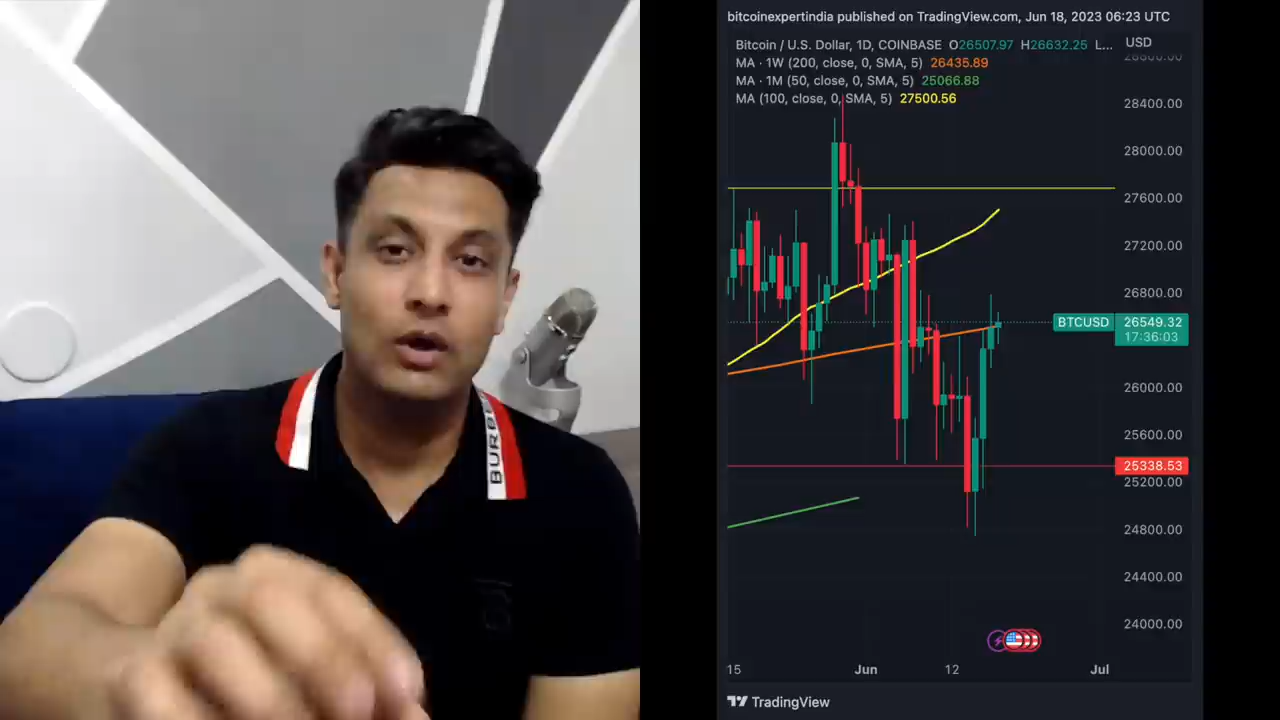 BURBE
bitcoinexpertindia published on TradingView.com, Jun 18, 2023 06:23 UTC
Bitcoin / U.S. Dollar, 1D, COINBASE O26507.97 H26632.25 L...
USD
MA · 1W (200, close, 0, SMA, 5) 26435.89
MA · 1M (50, close, 0, SMA, 5) 25066.88
MA (100, close, 0, SMA, 5) 27500.56
28800.00
28400.00
28000.00
27600.00
27200.00
26800.00
BTCUSD 26549.32
17:36:03
26000.00
25600.00
25338.53
25200.00
24800.00
24400.00
24000.00
15 Jun 12 Jul
TradingView